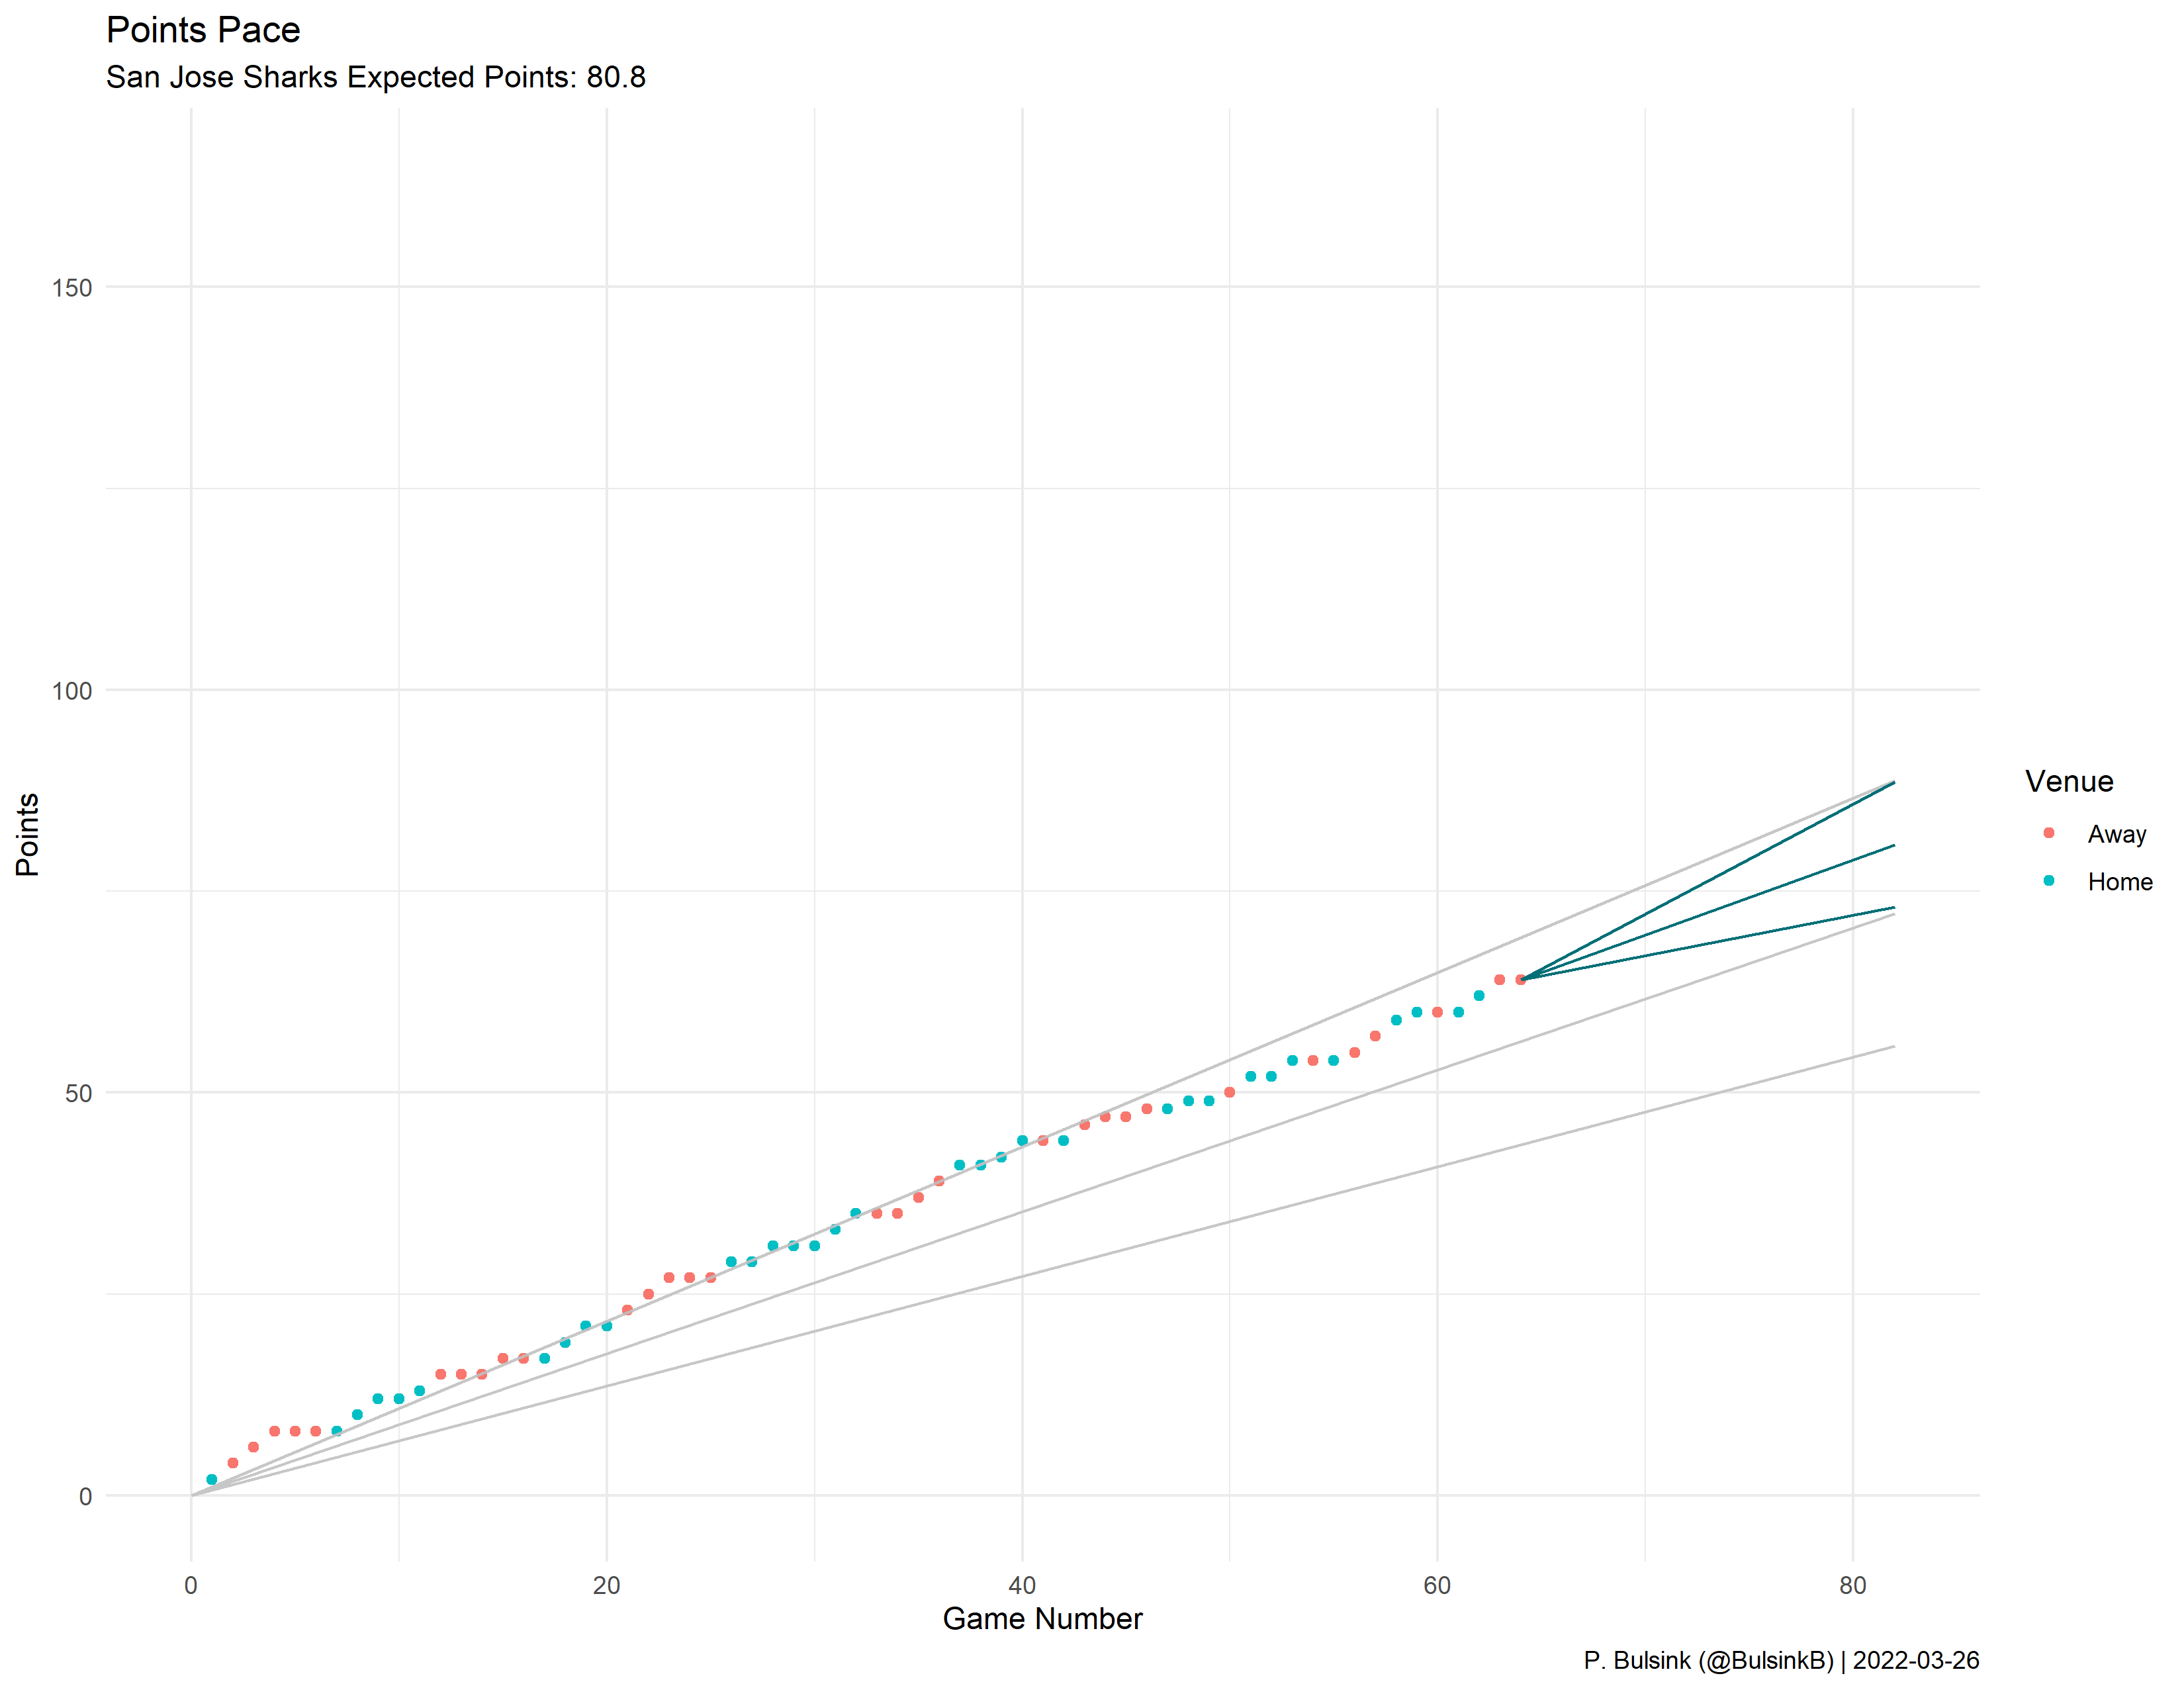 Points Pace
San Jose Sharks Expected Points: 80.8
150
100
50
0
Points
0 20 40 60 80
Game Number
Venue
Away
Home
P. Bulsink (@BulsinkB) | 2022-03-26